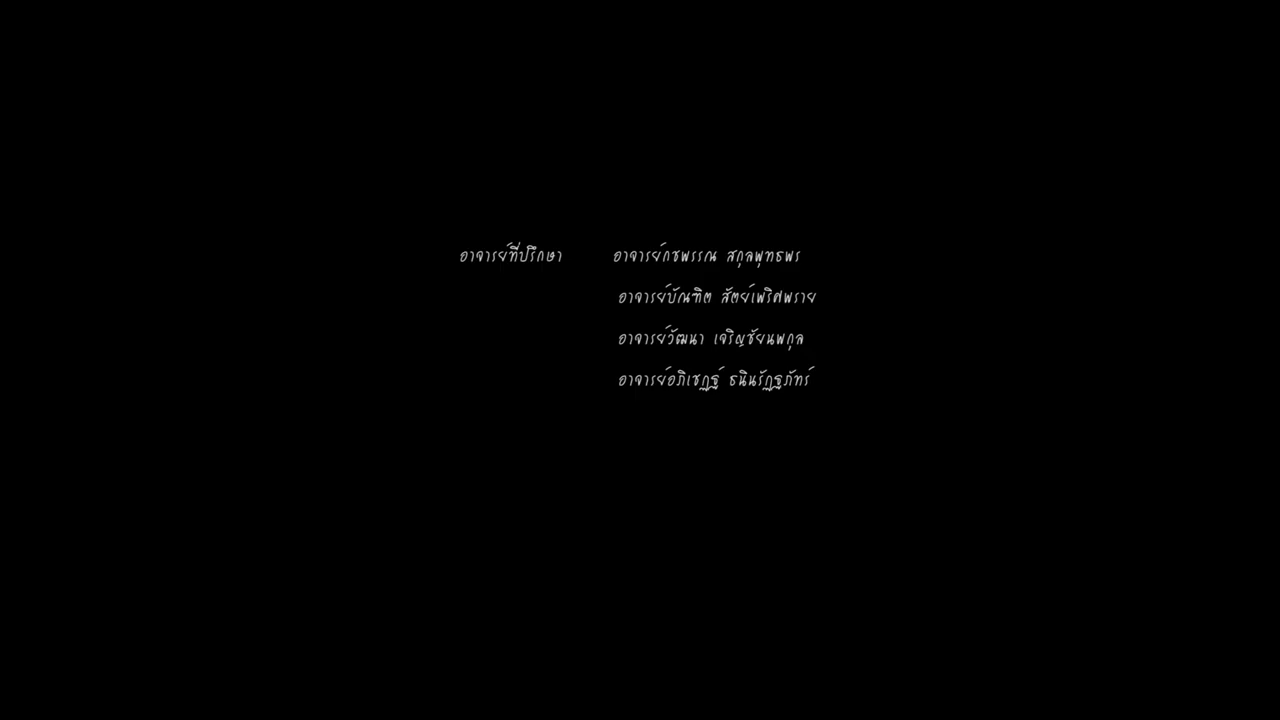 อาจารย์ที่ปรึกษา อาจารย์กชพรรณ สกุลพุทธพร
อาจารย์บัณฑิต สัตย์เพริศพราย
อาจารย์วัฒนา เจริญชัยนพกุล
อาจารย์อภิเชฏฐ์ ธนินรัฏฐภัทร์